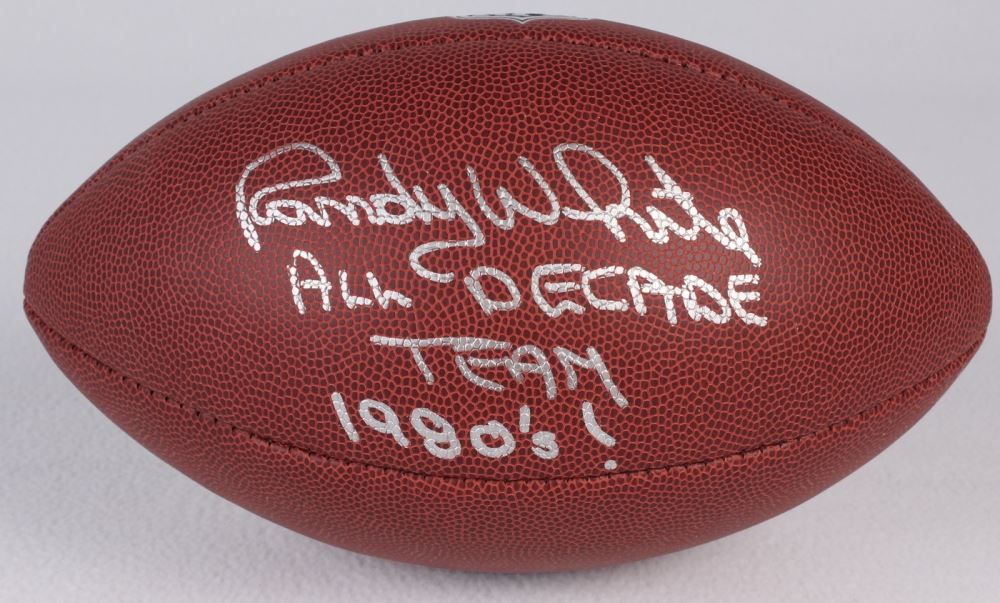 Randy White
ALL DECADE
TEAM
1980's!